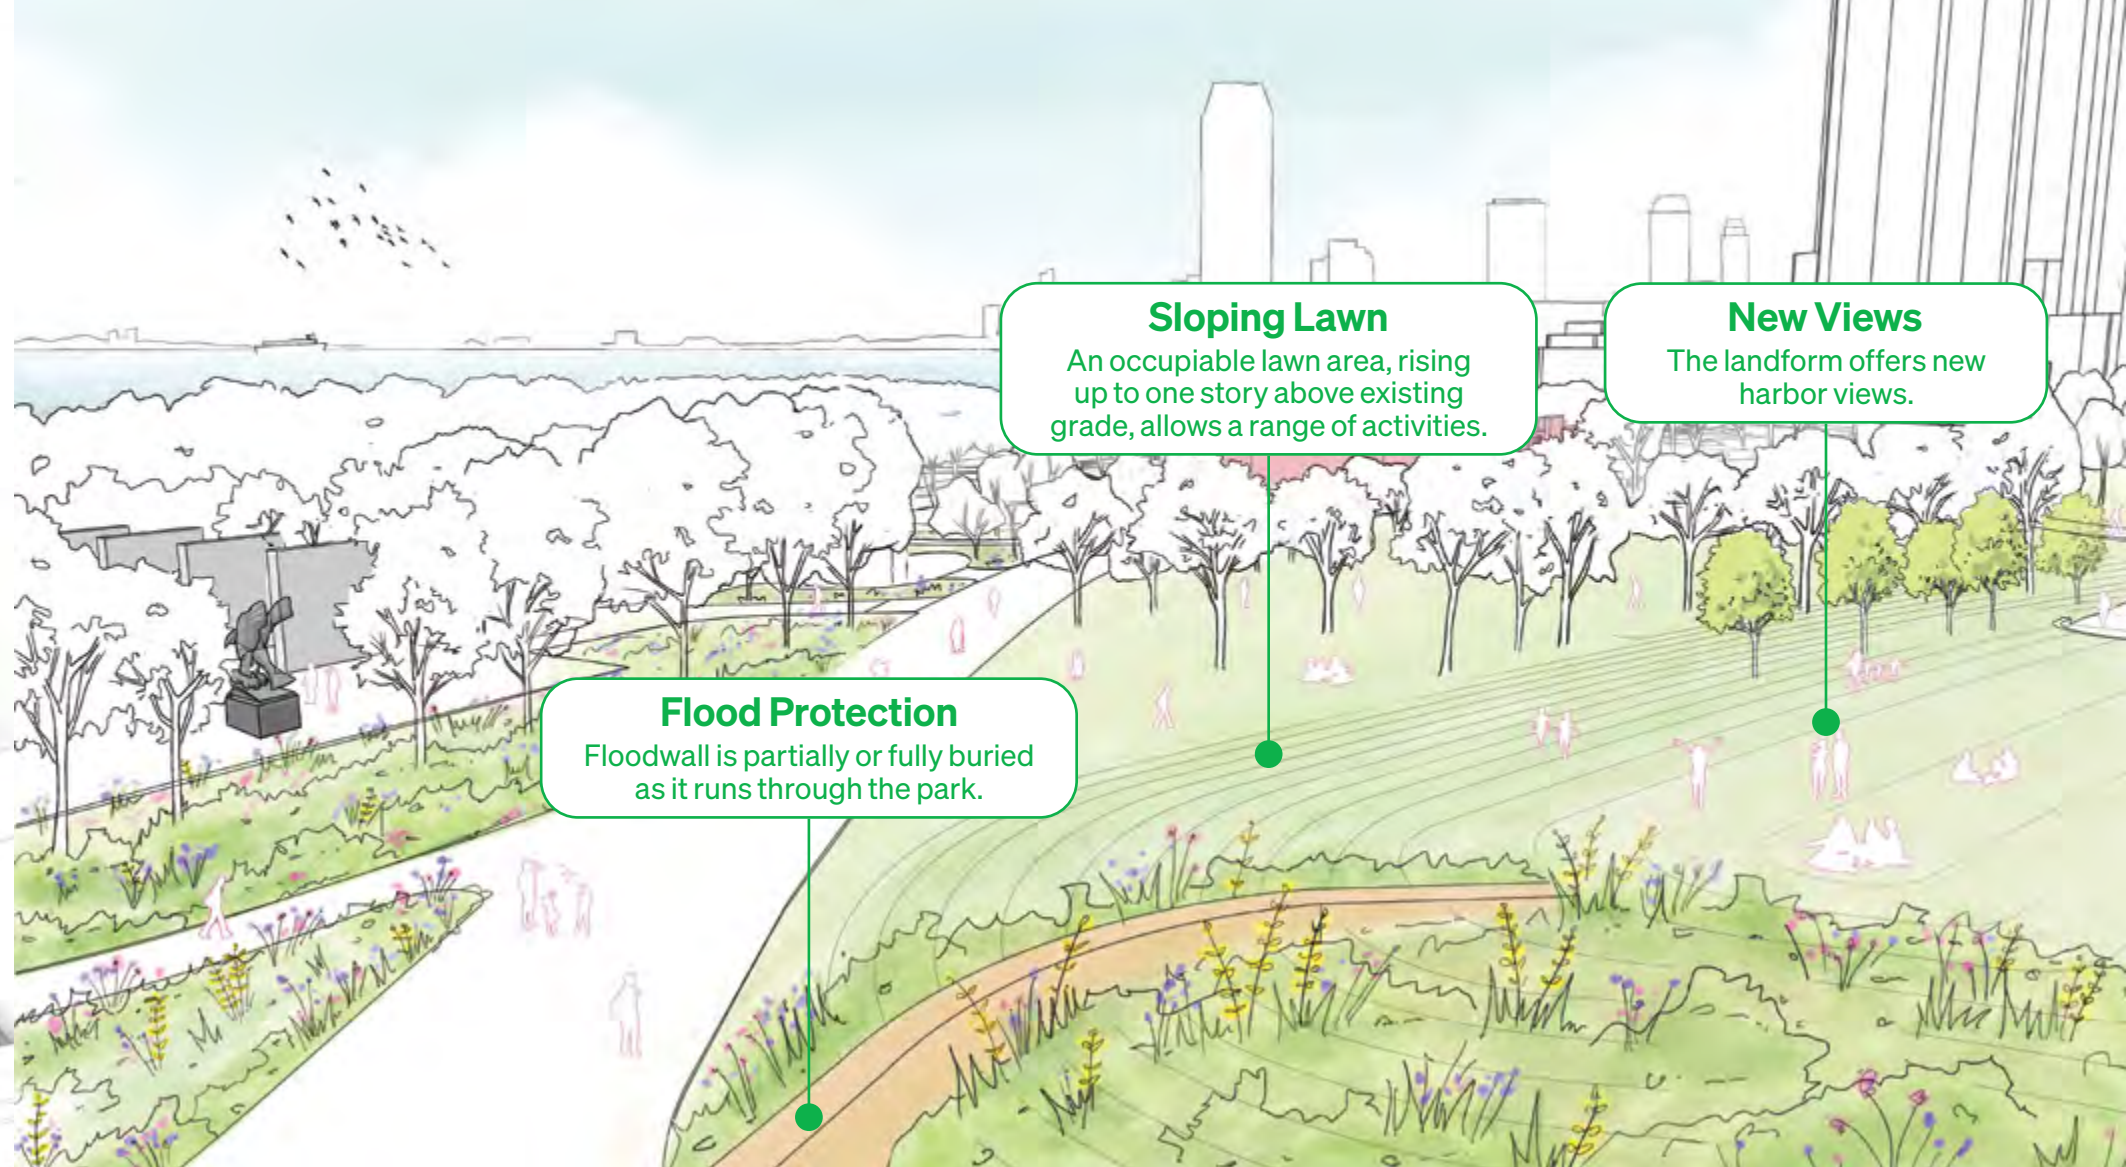 Sloping Lawn
An occupiable lawn area, rising
up to one story above existing
grade, allows a range of activities.
New Views
The landform offers new
harbor views.
Flood Protection
Floodwall is partially or fully buried
as it runs through the park.